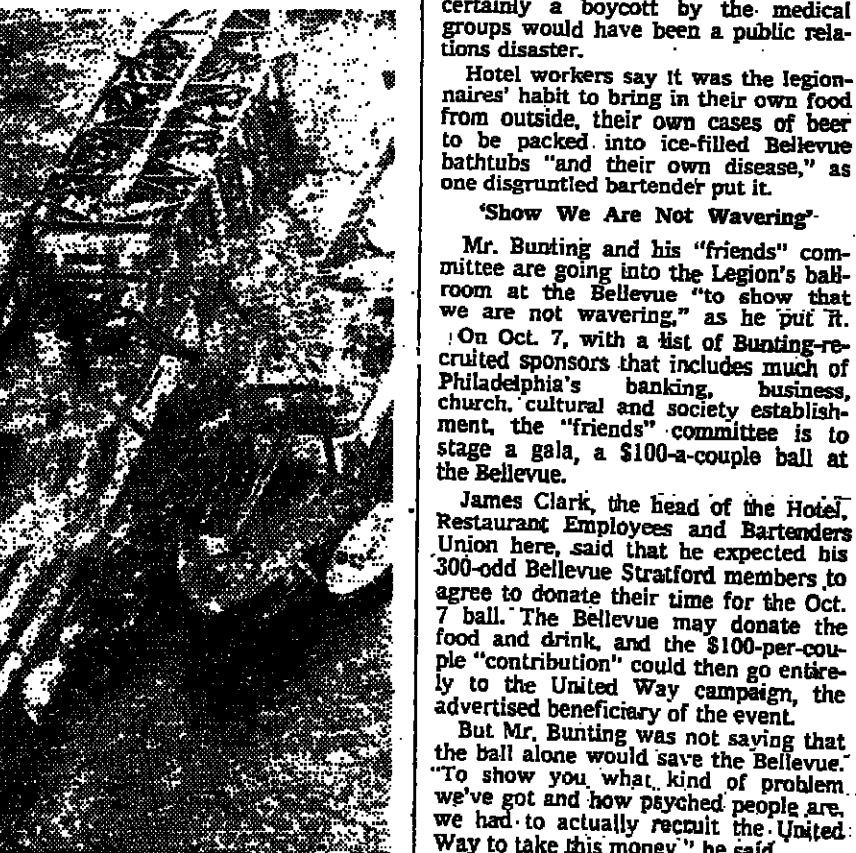 certainly a boycott by the medical
groups would have been a public rela-
tions disaster.
Hotel workers say it was the legion-
naires' habit to bring in their own food
from outside, their own cases of beer
to be packed into ice-filled Bellevue
bathtubs "and their own disease," as
one disgruntled bartender put it.
'Show We Are Not Wavering'
Mr. Bunting and his "friends" com-
mittee are going into the Legion's ball-
room at the Bellevue "to show that
we are not wavering," as he put it.
On Oct. 7, with a list of Bunting-re-
cruited sponsors that includes much of
Philadelphia's banking, business,
church, cultural and society establish-
ment, the "friends" committee is to
stage a gala, a $100-a-couple ball at
the Bellevue.
James Clark, the head of the Hotel,
Restaurant Employees and Bartenders
Union here, said that he expected his
300-odd Bellevue Stratford members to
agree to donate their time for the Oct.
7 ball. The Bellevue may donate the
food and drink, and the $100-per-cou-
ple "contribution" could then go entire-
ly to the United Way campaign, the
advertised beneficiary of the event.
But Mr. Bunting was not saying that
the ball alone would save the Bellevue.
"To show you what kind of problem
we've got and how psyched people are,
we had to actually recruit the United
Way to take this money," he said.